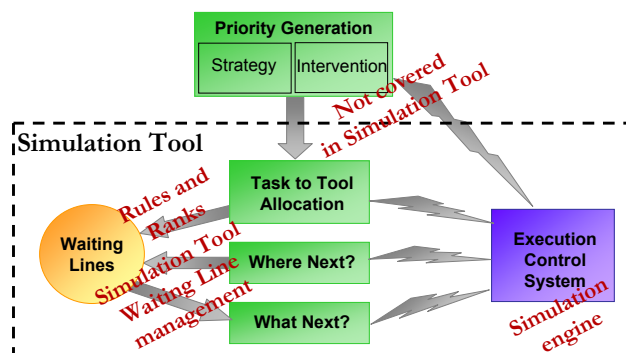 Priority Generation
Strategy
Intervention
Not covered
in Simulation Tool
Simulation Tool
Rules and
Ranks
Task to Tool
Allocation
Waiting
Lines
Simulation Tool
Waiting Line
management
Where Next?
What Next?
Execution
Control
System
Simulation
engine